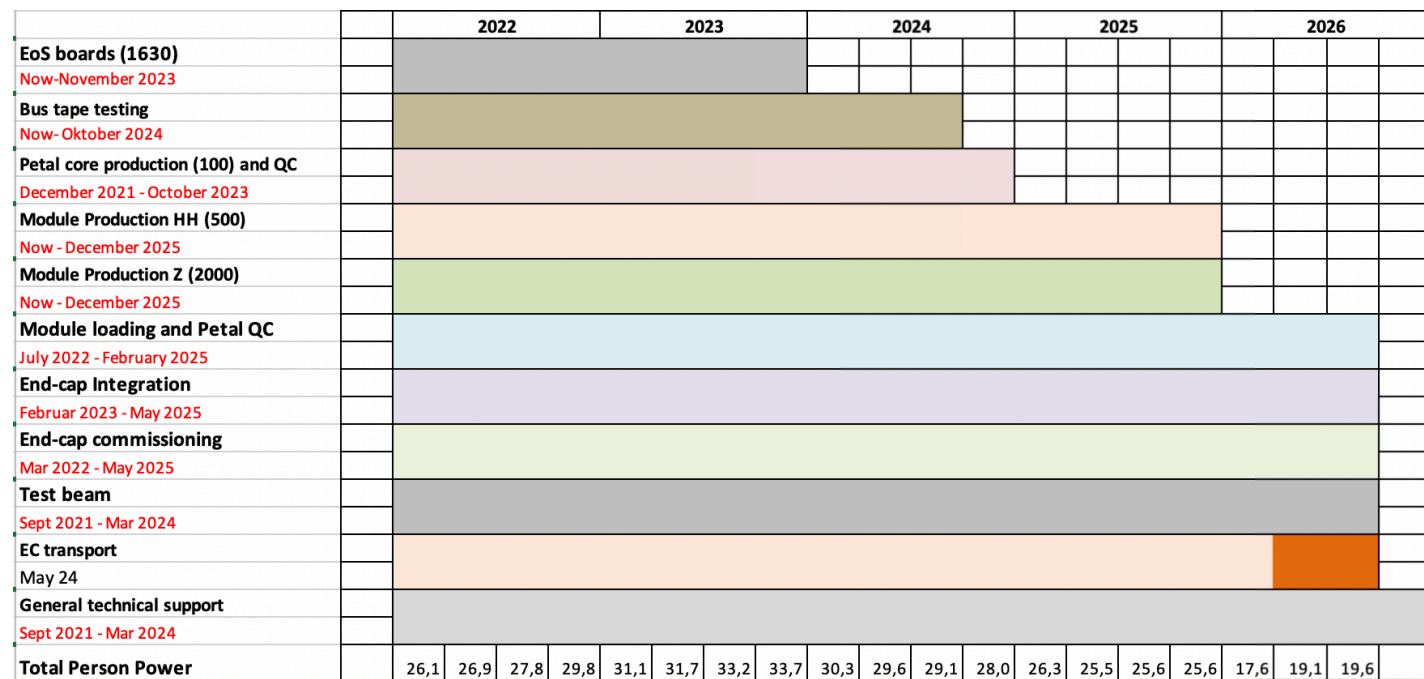 2022 2023 2024 2025 2026
EoS boards (1630)
Now-November 2023
Bus tape testing
Now- Oktober 2024
Petal core production (100) and QC
December 2021 - October 2023
Module Production HH (500)
Now - December 2025
Module Production Z (2000)
Now - December 2025
Module loading and Petal QC
July 2022 - February 2025
End-cap Integration
Februar 2023 - May 2025
End-cap commissioning
Mar 2022 - May 2025
Test beam
Sept 2021 - Mar 2024
EC transport
May 24
General technical support
Sept 2021 - Mar 2024
Total Person Power 26,1 26,9 27,8 29,8 31,1 31,7 33,2 33,7 30,3 29,6 29,1 28,0 26,3 25,5 25,6 25,6 17,6 19,1 19,6